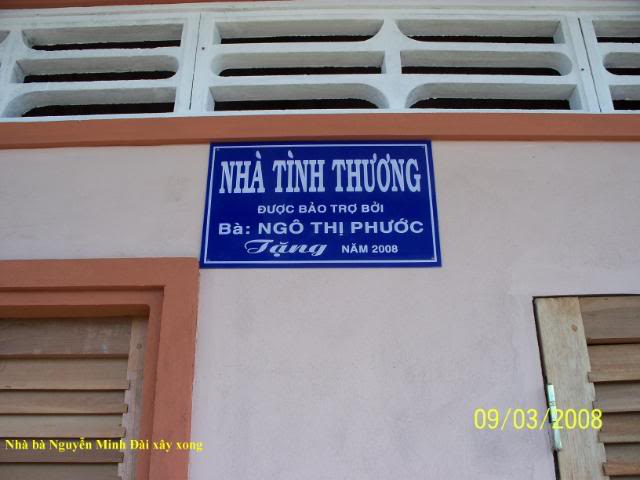 NHÀ TÌNH THƯƠNG
ĐƯỢC BẢO TRỢ BỞI
Bà: NGÔ THỊ PHƯỚC
Tặng NĂM 2008
09/03/2008
Nhà bà Nguyễn Minh Đài xây xong